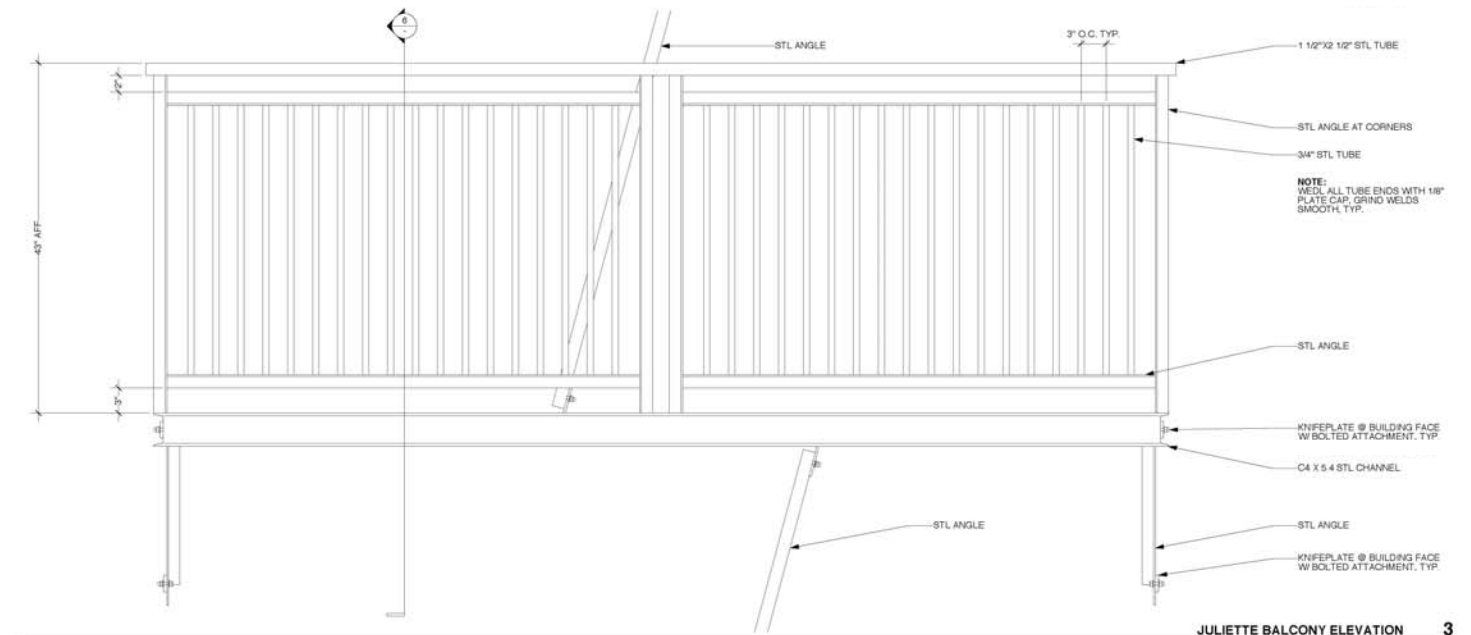 6
-
STL ANGLE
3" O.C. TYP.
1 1/2"X2 1/2" STL TUBE
2"
STL ANGLE AT CORNERS
3/4" STL TUBE
NOTE:
WEDL ALL TUBE ENDS WITH 1/8"
PLATE CAP, GRIND WELDS
SMOOTH, TYP.
43" AFF
STL ANGLE
3"
KNIFEPLATE @ BUILDING FACE
W/ BOLTED ATTACHMENT, TYP.
C4 X 5.4 STL CHANNEL
STL ANGLE
STL ANGLE
KNIFEPLATE @ BUILDING FACE
W/ BOLTED ATTACHMENT, TYP.
JULIETTE BALCONY ELEVATION 3